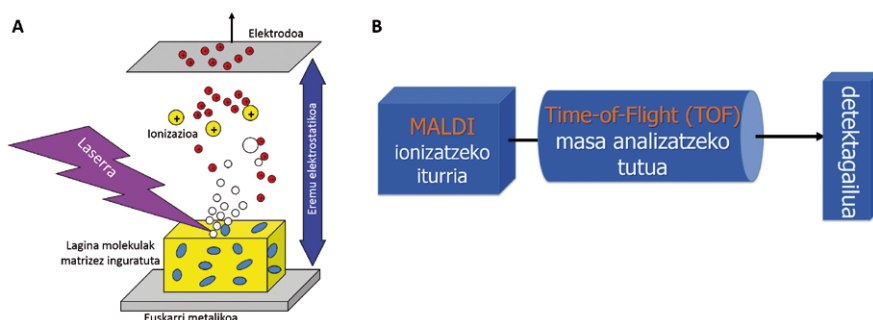 A
Elektrodoa
+
Ionizazioa
Laserra
Eremu elektrostatikoa
Lagina molekulak
matrizez inguratuta
Euskarri metalikoa
B
MALDI
ionizatzeko
iturria
Time-of-Flight (TOF)
masa analizatzeko
tutua
detektagailua